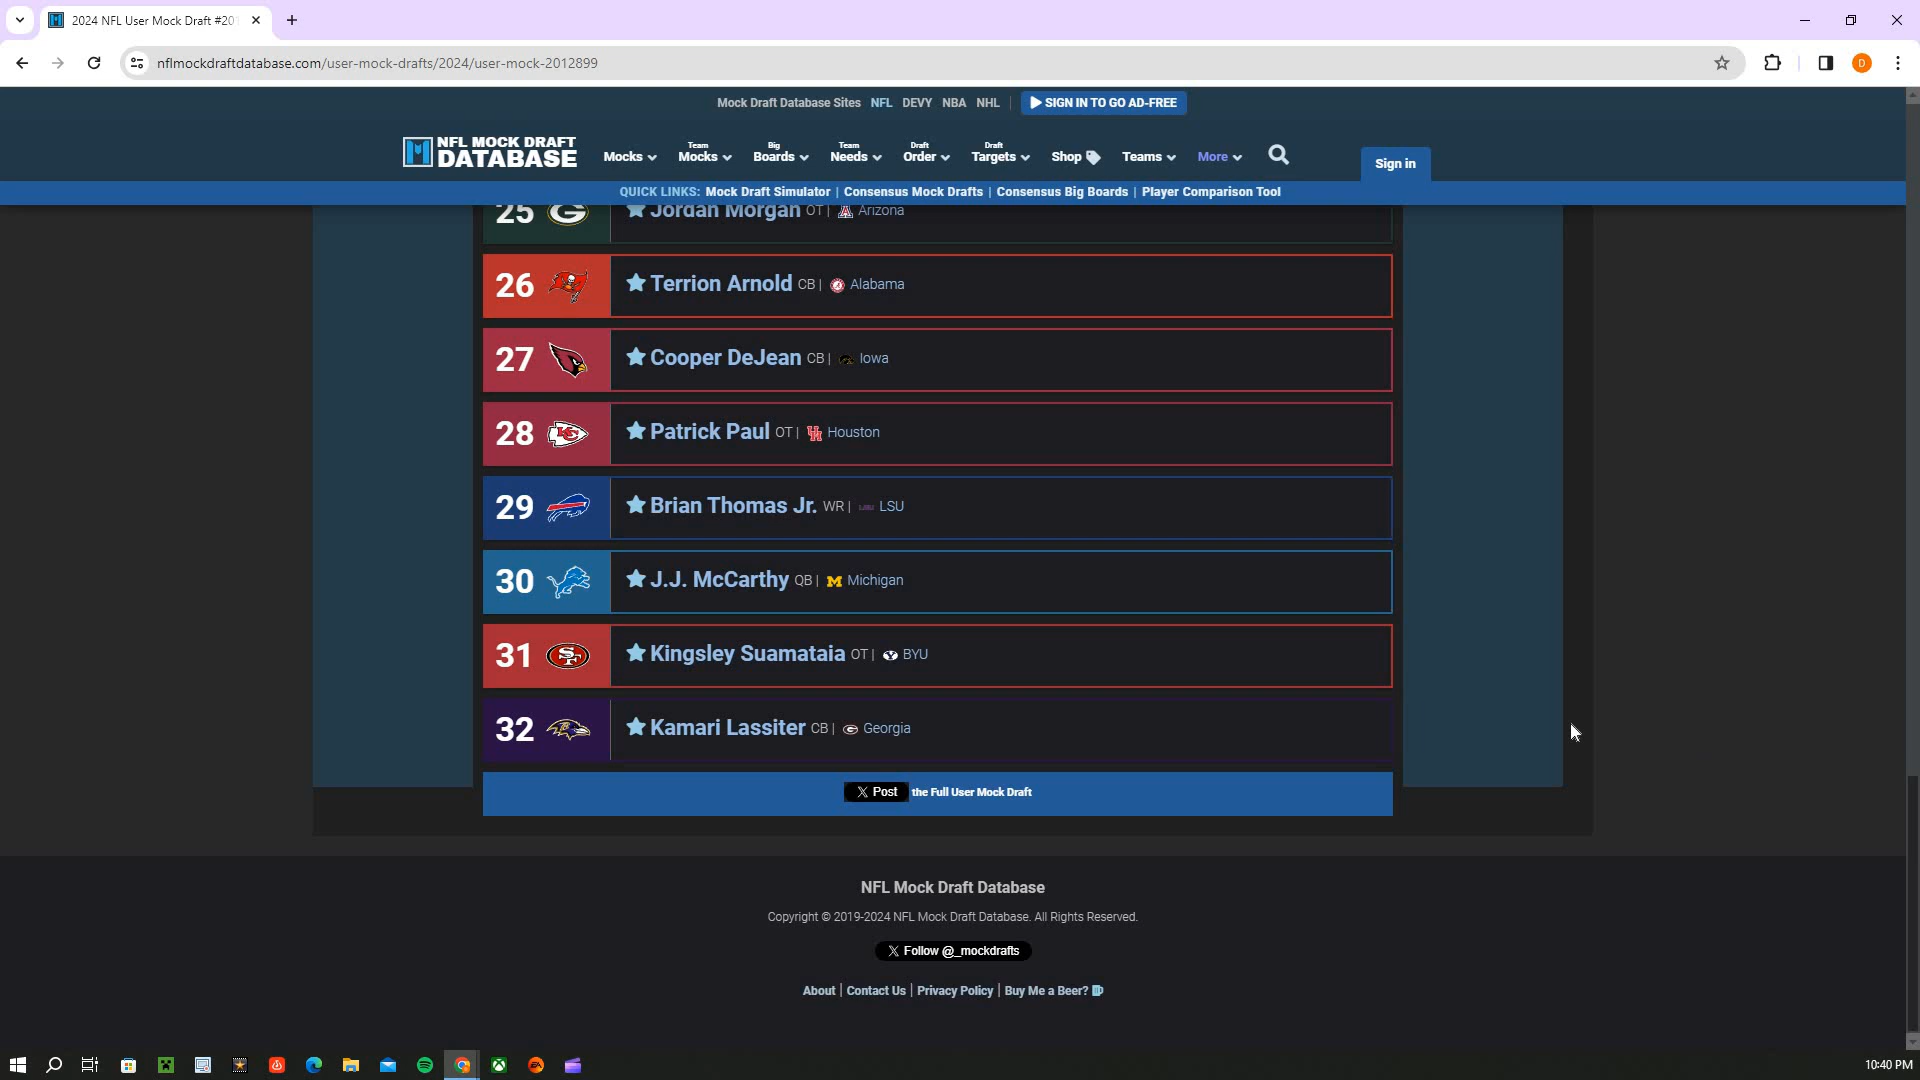 2024 NFL User Mock Draft #20
nflmockdraftdatabase.com/user-mock-drafts/2024/user-mock-2012899
D
Mock Draft Database Sites NFL DEVY NBA NHL | SIGN IN TO GO AD-FREE
NFL MOCK DRAFT
DATABASE
Mocks
Team
Mocks
Big
Boards
Team
Needs
Draft
Order
Draft
Targets
Shop
Teams
More
Sign in
QUICK LINKS: Mock Draft Simulator | Consensus Mock Drafts | Consensus Big Boards | Player Comparison Tool
25 G Jordan Morgan OT | A Arizona
26 Terrion Arnold CB | Alabama
27 Cooper DeJean CB | Iowa
28 KC Patrick Paul OT | UH Houston
29 Brian Thomas Jr. WR | LSU LSU
30 J.J. McCarthy QB | M Michigan
31 SF Kingsley Suamataia OT | Y BYU
32 Kamari Lassiter CB | G Georgia
X Post the Full User Mock Draft
NFL Mock Draft Database
Copyright © 2019-2024 NFL Mock Draft Database. All Rights Reserved.
X Follow @_mockdrafts
About | Contact Us | Privacy Policy | Buy Me a Beer?
10:40 PM